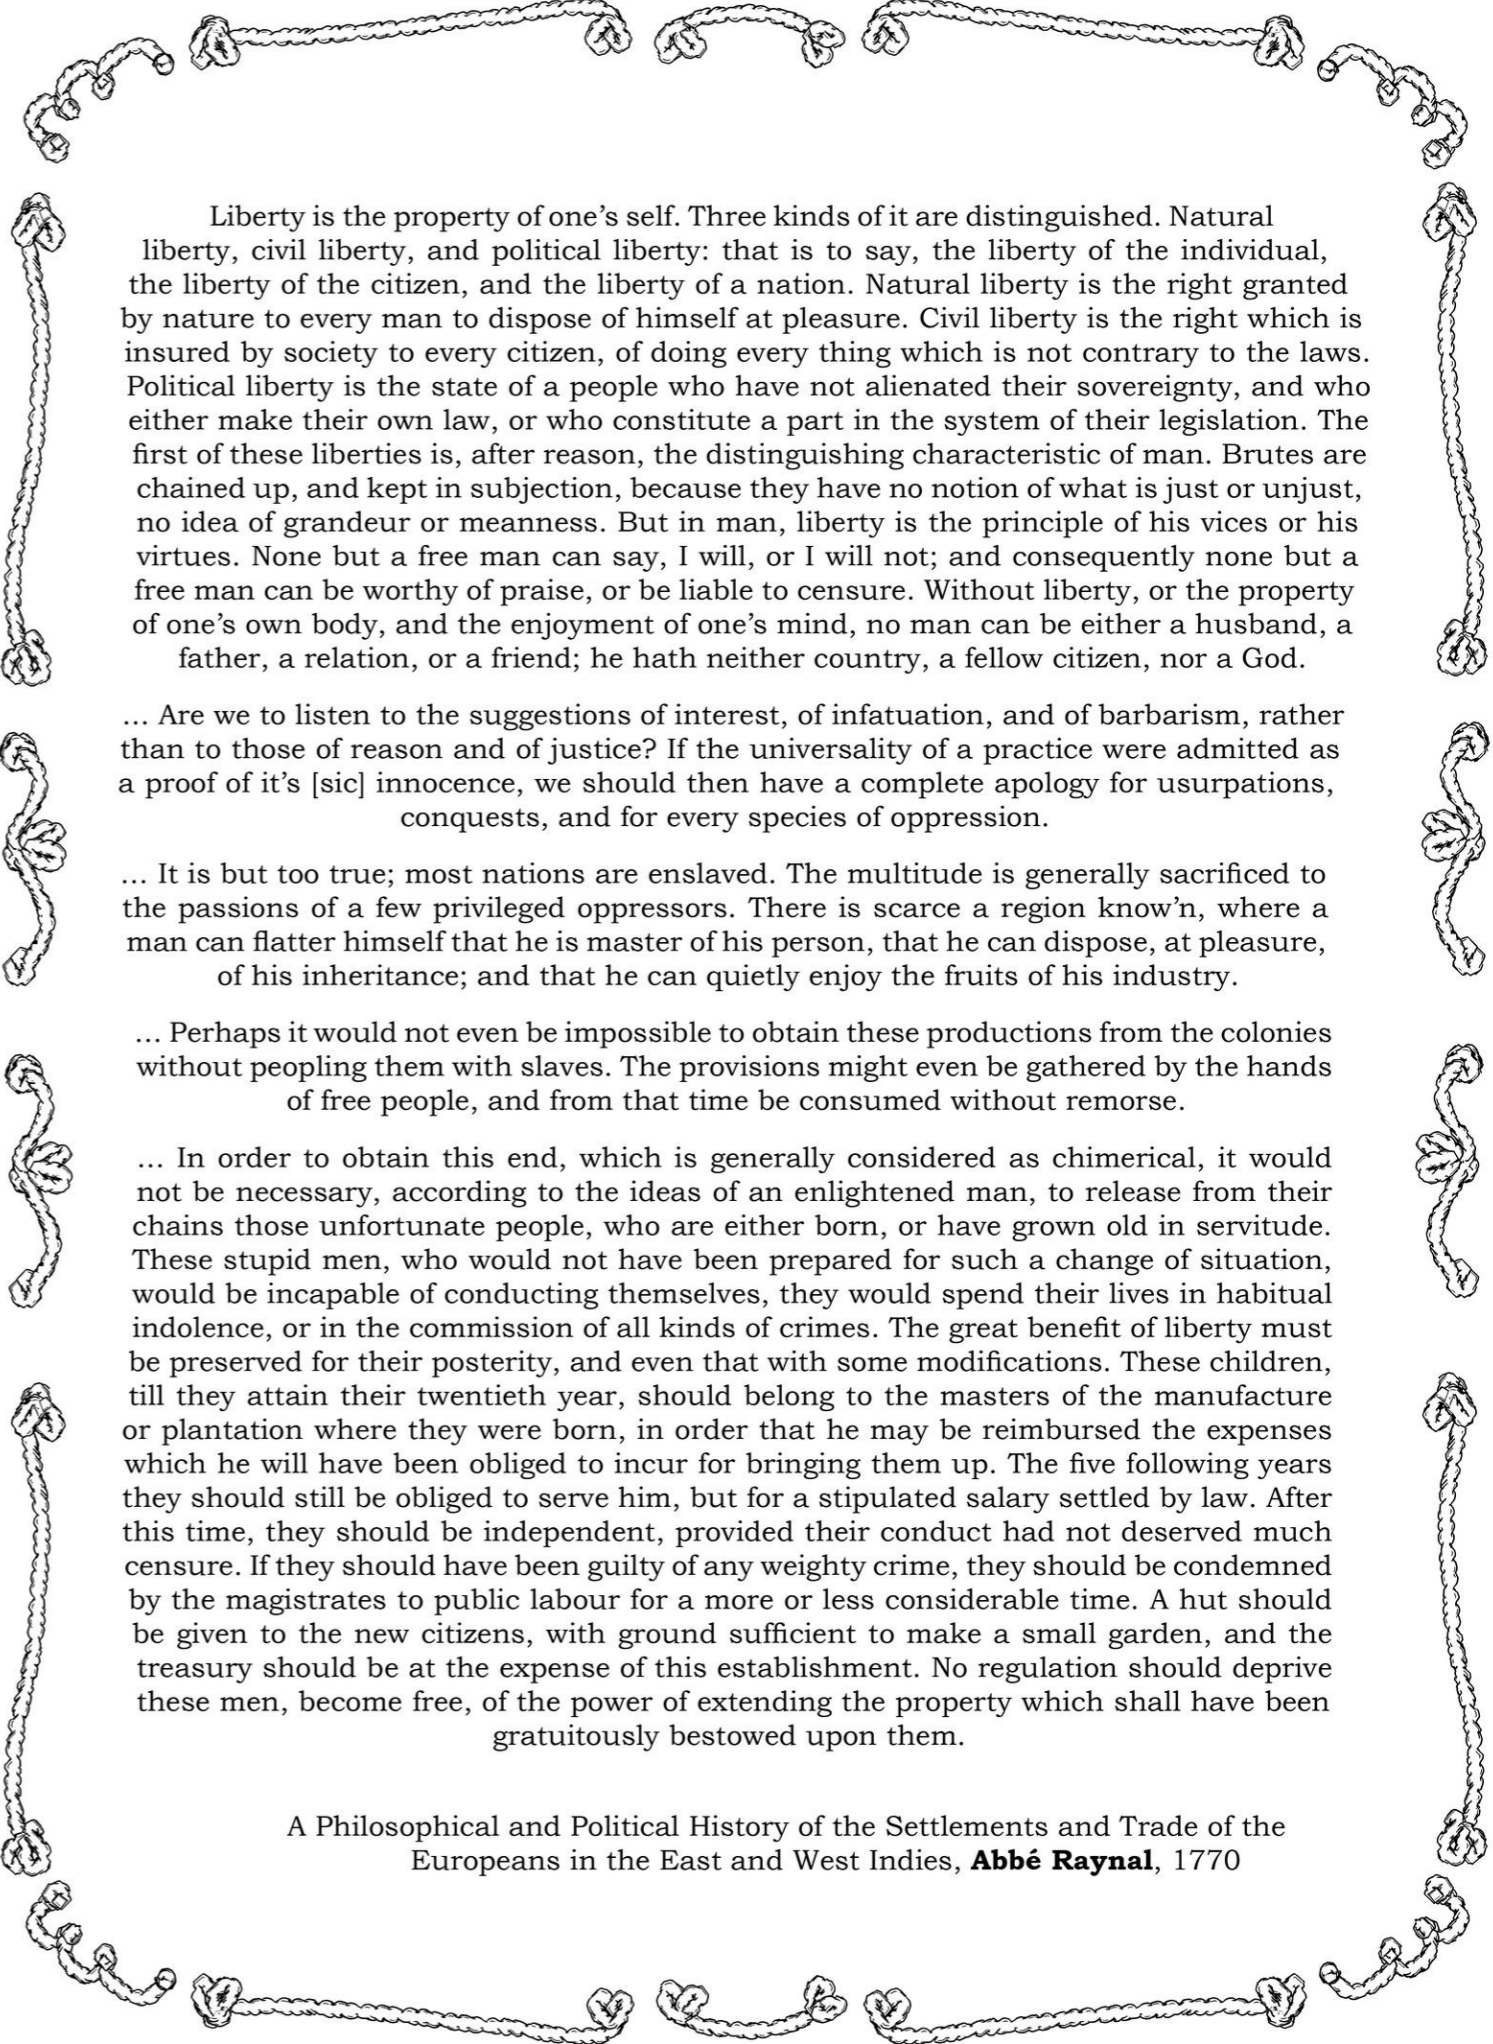 Liberty is the property of one’s self. Three kinds of it are distinguished. Natural
liberty, civil liberty, and political liberty: that is to say, the liberty of the individual,
the liberty of the citizen, and the liberty of a nation. Natural liberty is the right granted
by nature to every man to dispose of himself at pleasure. Civil liberty is the right which is
insured by society to every citizen, of doing every thing which is not contrary to the laws.
Political liberty is the state of a people who have not alienated their sovereignty, and who
either make their own law, or who constitute a part in the system of their legislation. The
first of these liberties is, after reason, the distinguishing characteristic of man. Brutes are
chained up, and kept in subjection, because they have no notion of what is just or unjust,
no idea of grandeur or meanness. But in man, liberty is the principle of his vices or his
virtues. None but a free man can say, I will, or I will not; and consequently none but a
free man can be worthy of praise, or be liable to censure. Without liberty, or the property
of one’s own body, and the enjoyment of one’s mind, no man can be either a husband, a
father, a relation, or a friend; he hath neither country, a fellow citizen, nor a God.
... Are we to listen to the suggestions of interest, of infatuation, and of barbarism, rather
than to those of reason and of justice? If the universality of a practice were admitted as
a proof of it’s [sic] innocence, we should then have a complete apology for usurpations,
conquests, and for every species of oppression.
... It is but too true; most nations are enslaved. The multitude is generally sacrificed to
the passions of a few privileged oppressors. There is scarce a region know’n, where a
man can flatter himself that he is master of his person, that he can dispose, at pleasure,
of his inheritance; and that he can quietly enjoy the fruits of his industry.
... Perhaps it would not even be impossible to obtain these productions from the colonies
without peopling them with slaves. The provisions might even be gathered by the hands
of free people, and from that time be consumed without remorse.
... In order to obtain this end, which is generally considered as chimerical, it would
not be necessary, according to the ideas of an enlightened man, to release from their
chains those unfortunate people, who are either born, or have grown old in servitude.
These stupid men, who would not have been prepared for such a change of situation,
would be incapable of conducting themselves, they would spend their lives in habitual
indolence, or in the commission of all kinds of crimes. The great benefit of liberty must
be preserved for their posterity, and even that with some modifications. These children,
till they attain their twentieth year, should belong to the masters of the manufacture
or plantation where they were born, in order that he may be reimbursed the expenses
which he will have been obliged to incur for bringing them up. The five following years
they should still be obliged to serve him, but for a stipulated salary settled by law. After
this time, they should be independent, provided their conduct had not deserved much
censure. If they should have been guilty of any weighty crime, they should be condemned
by the magistrates to public labour for a more or less considerable time. A hut should
be given to the new citizens, with ground sufficient to make a small garden, and the
treasury should be at the expense of this establishment. No regulation should deprive
these men, become free, of the power of extending the property which shall have been
gratuitously bestowed upon them.
A Philosophical and Political History of the Settlements and Trade of the
Europeans in the East and West Indies, Abbé Raynal, 1770